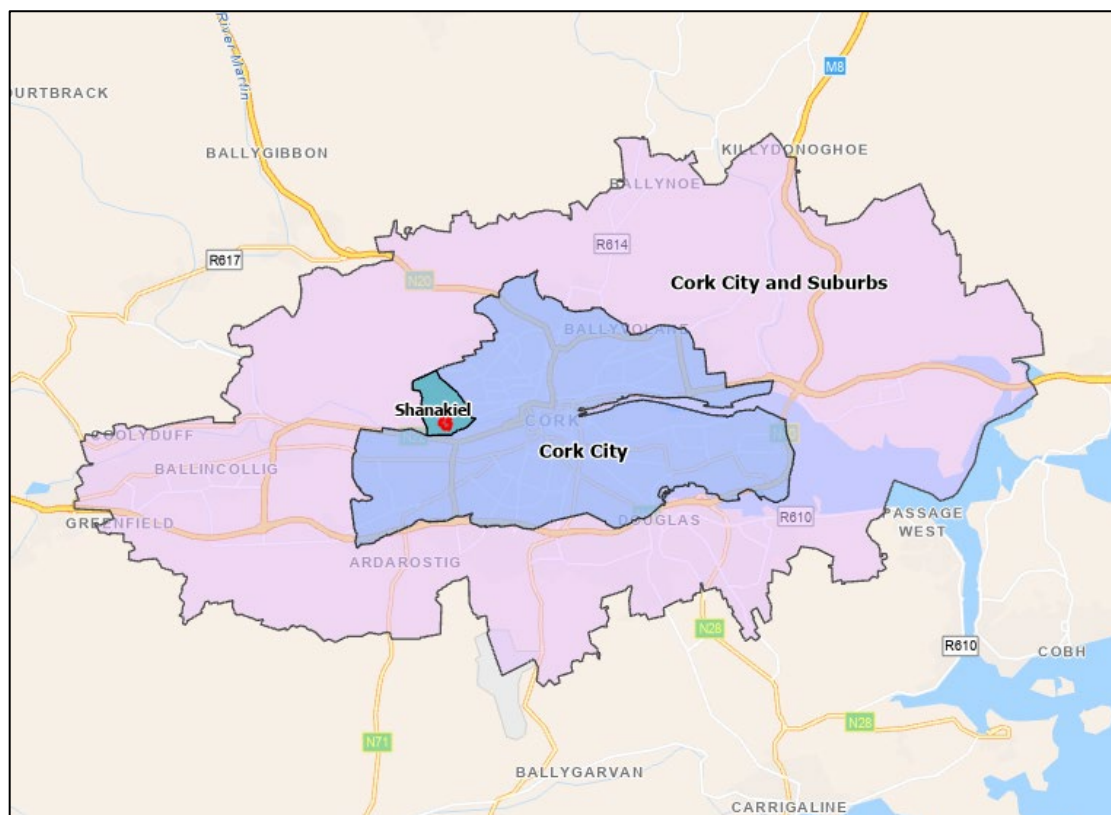 River Martin
M8
OURTBRACK
BALLYGIBBON
KILLYDONOGHOE
BALLYNOE
R614
R617
N20
Cork City and Suburbs
BALLYVOLANE
Shanakiel
CORK
COOLYDUFF
Cork City
BALLINCOLLIG
GREENFIELD
DOUGLAS
R610
PASSAGE
WEST
ARDAROSTIG
N28
R610
COBH
N71
N28
BALLYGARVAN
CARRIGALINE